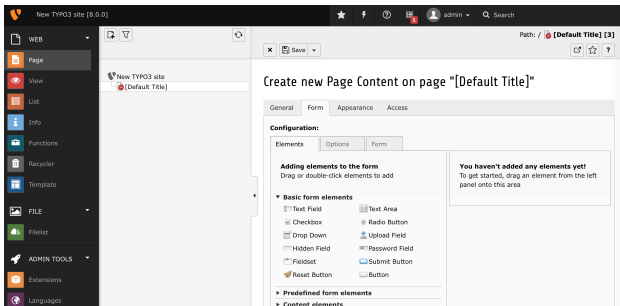 New TYPO3 site [8.0.0]
1
admin
Search
WEB
Page
View
List
Info
Functions
Recycler
Template
FILE
Filelist
ADMIN TOOLS
Extensions
Languages
New TYPO3 site
[Default Title]
Path: / [Default Title] [3]
Save
Create new Page Content on page "[Default Title]"
General Form Appearance Access
Configuration:
Elements Options Form
Adding elements to the form
Drag or double-click elements to add
Basic form elements
Text Field Text Area
Checkbox Radio Button
Drop Down Upload Field
Hidden Field Password Field
Fieldset Submit Button
Reset Button Button
Predefined form elements
Content elements
You haven't added any elements yet!
To get started, drag an element from the left
panel onto this area